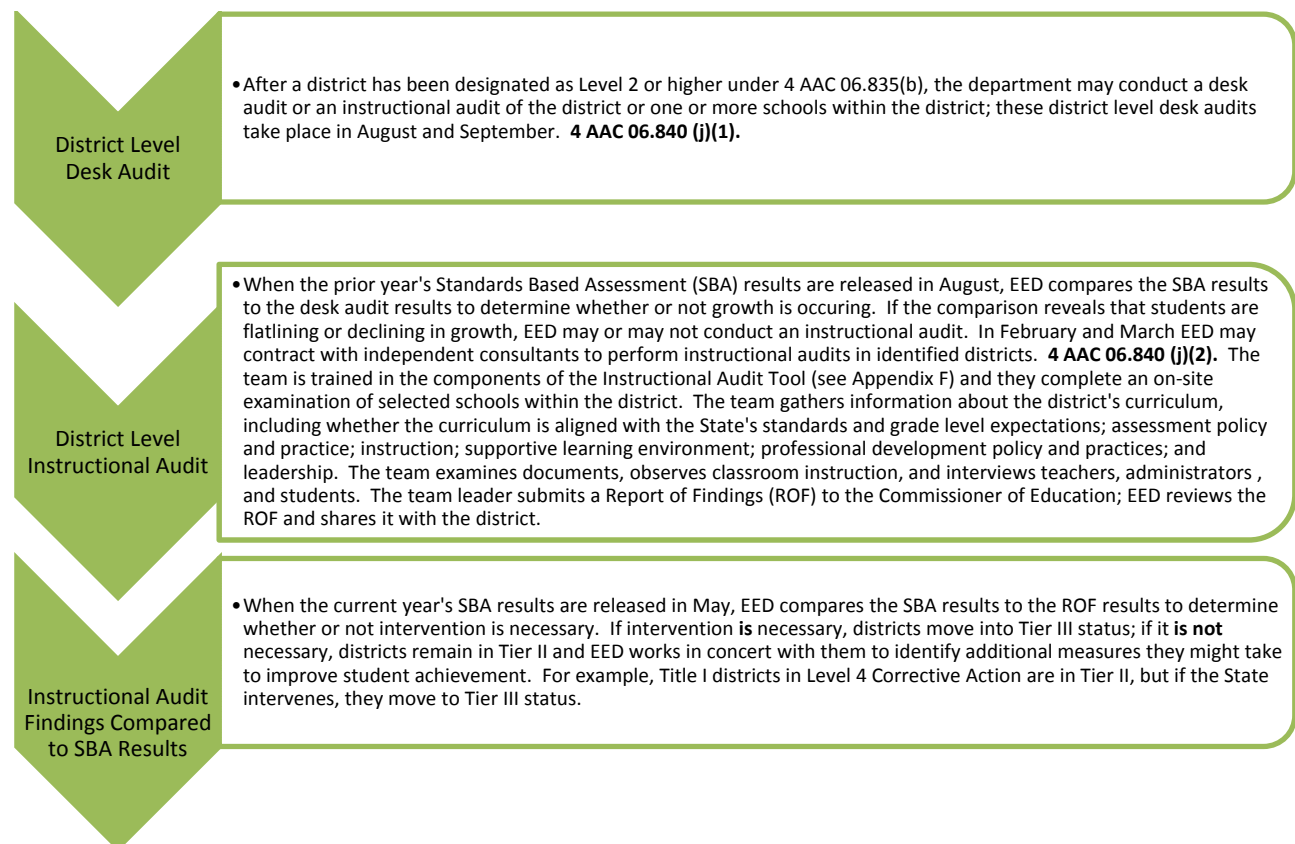 District Level
Desk Audit
•After a district has been designated as Level 2 or higher under 4 AAC 06.835(b), the department may conduct a desk
audit or an instructional audit of the district or one or more schools within the district; these district level desk audits
take place in August and September.  4 AAC 06.840 (j)(1).
District Level
Instructional Audit
•When the prior year's Standards Based Assessment (SBA) results are released in August, EED compares the SBA results
to the desk audit results to determine whether or not growth is occuring.  If the comparison reveals that students are
flatlining or declining in growth, EED may or may not conduct an instructional audit.  In February and March EED may
contract with independent consultants to perform instructional audits in identified districts.  4 AAC 06.840 (j)(2).  The
team is trained in the components of the Instructional Audit Tool (see Appendix F) and they complete an on-site
examination of selected schools within the district.  The team gathers information about the district's curriculum,
including whether the curriculum is aligned with the State's standards and grade level expectations; assessment policy
and practice; instruction; supportive learning environment; professional development policy and practices; and
leadership.  The team examines documents, observes classroom instruction, and interviews teachers, administrators ,
and students.  The team leader submits a Report of Findings (ROF) to the Commissioner of Education; EED reviews the
ROF and shares it with the district.
Instructional Audit
Findings Compared
to SBA Results
•When the current year's SBA results are released in May, EED compares the SBA results to the ROF results to determine
whether or not intervention is necessary.  If intervention is necessary, districts move into Tier III status; if it is not
necessary, districts remain in Tier II and EED works in concert with them to identify additional measures they might take
to improve student achievement.  For example, Title I districts in Level 4 Corrective Action are in Tier II, but if the State
intervenes, they move to Tier III status.